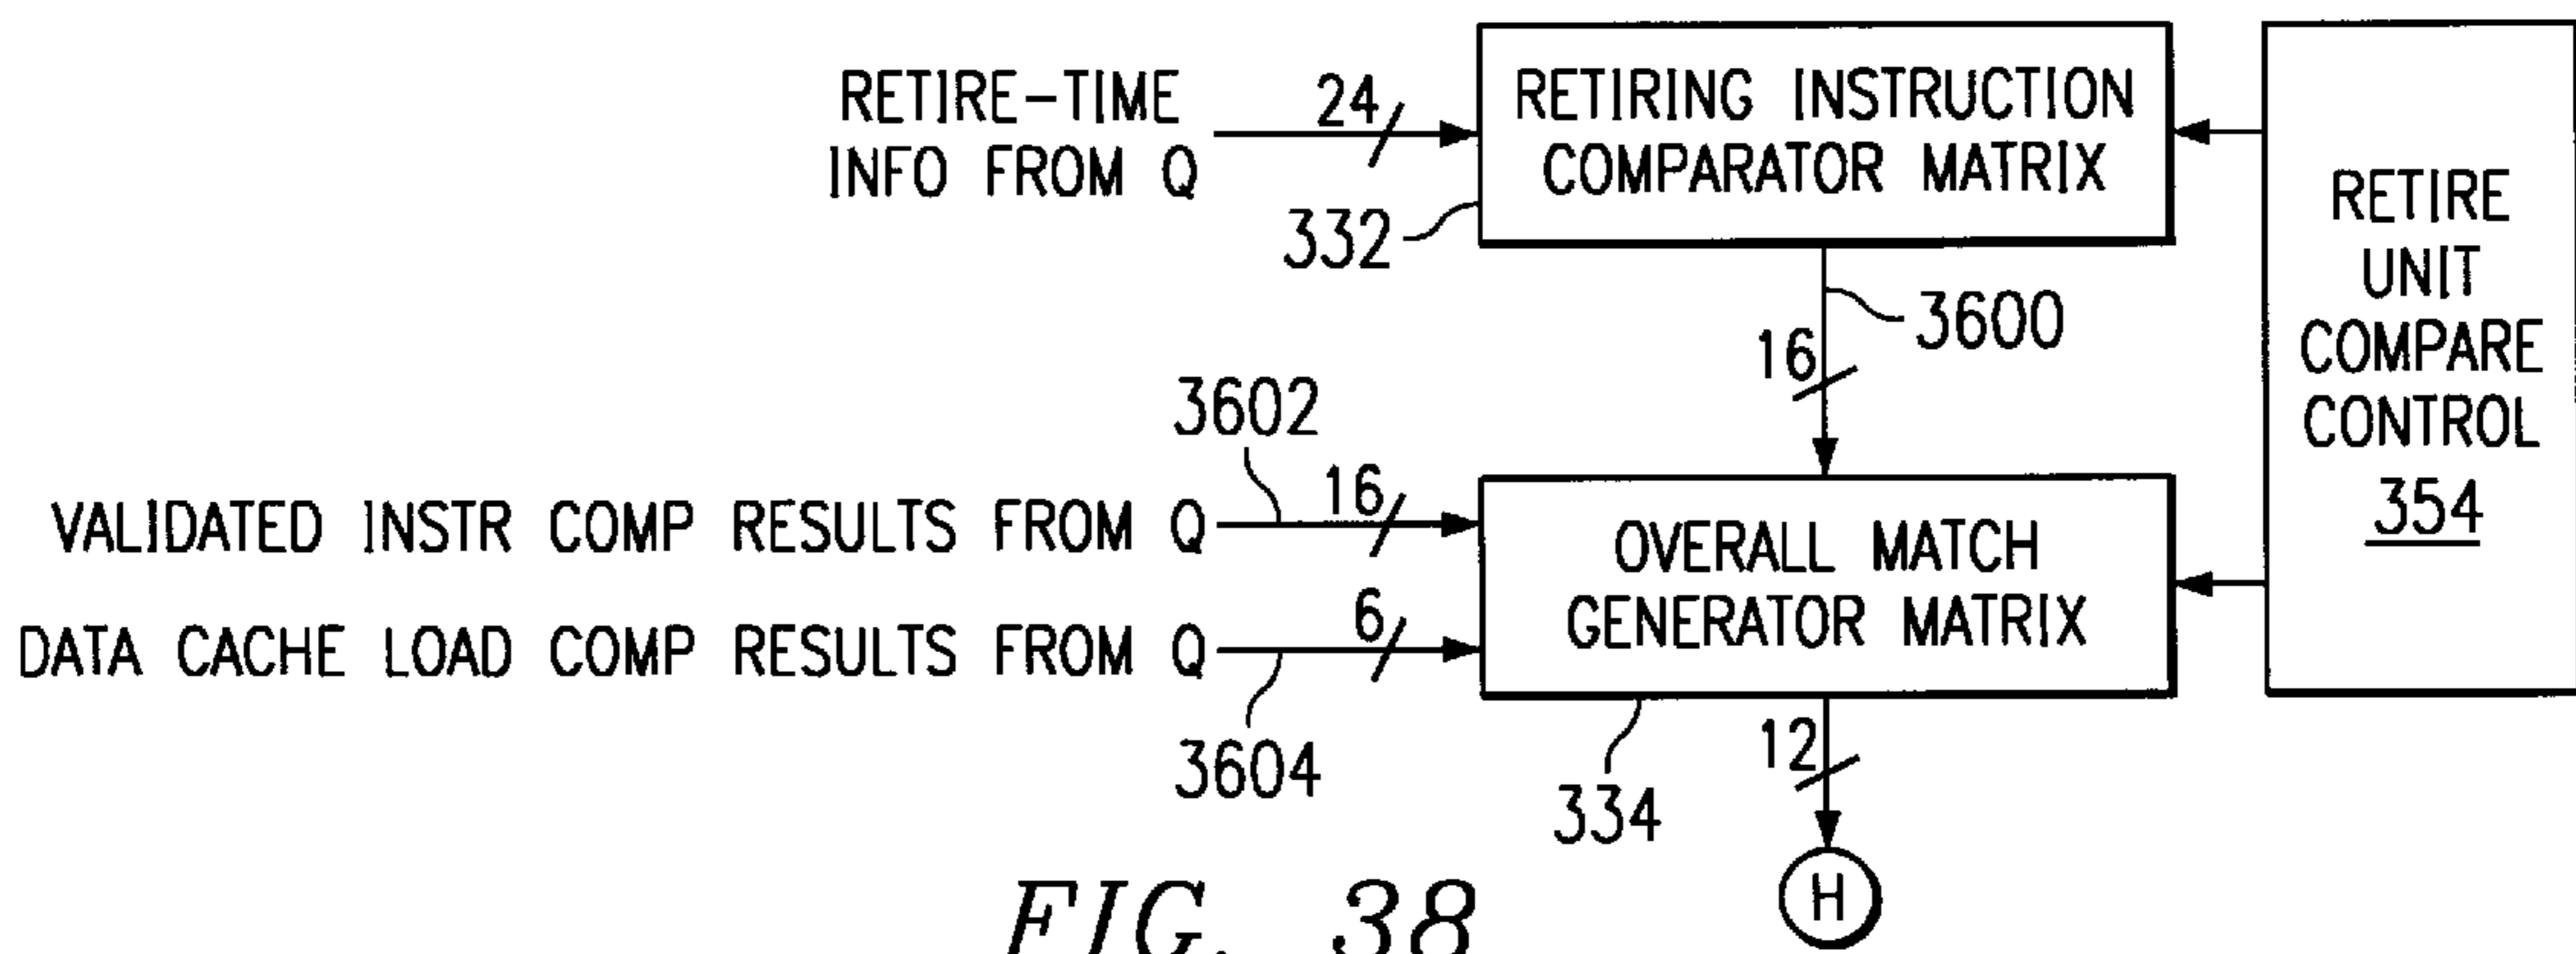 RETIRE-TIME
INFO FROM Q
24
332
RETIRING INSTRUCTION
COMPARATOR MATRIX
3600
16
RETIRE
UNIT
COMPARE
CONTROL
354
3602
16
VALIDATED INSTR COMP RESULTS FROM Q
6
DATA CACHE LOAD COMP RESULTS FROM Q
3604
OVERALL MATCH
GENERATOR MATRIX
334
12
H
FIG. 38